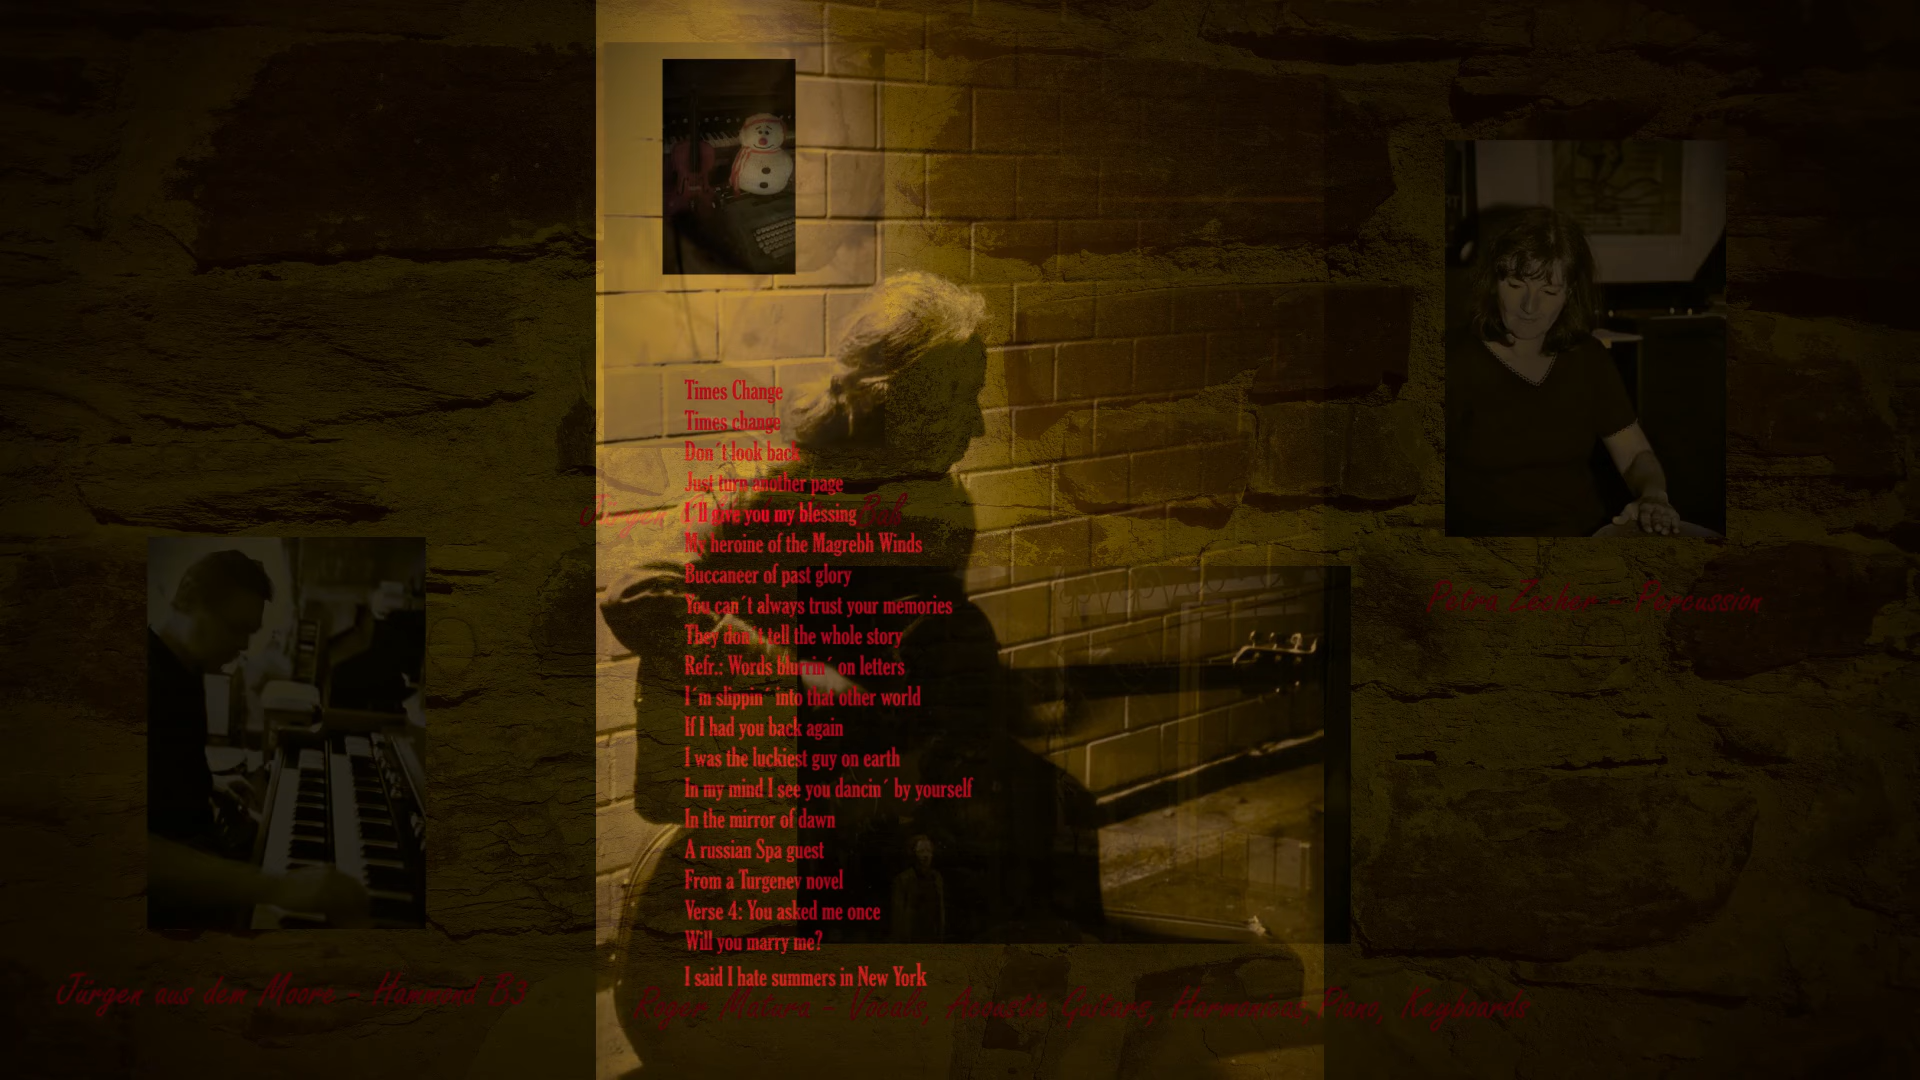 Times Change
Times change
Don´t look back
Just turn another page
Jürgen
I´ll give you my blessing
My heroine of the Magrebh Winds
Buccaneer of past glory
You can´t always trust your memories
They don´t tell the whole story
Refr.: Words blurrin´ on letters
I´m slippin´ into that other world
If I had you back again
I was the luckiest guy on earth
In my mind I see you dancin´ by yourself
In the mirror of dawn
A russian Spa guest
From a Turgenev novel
Verse 4: You asked me once
Will you marry me?
I said I hate summers in New York
Petra Zechar – Percussion
Jürgen aus dem Moore – Hammond B3
Roger Matura – Vocals, Acoustic Guitars, Harmonicas, Piano, Keyboards